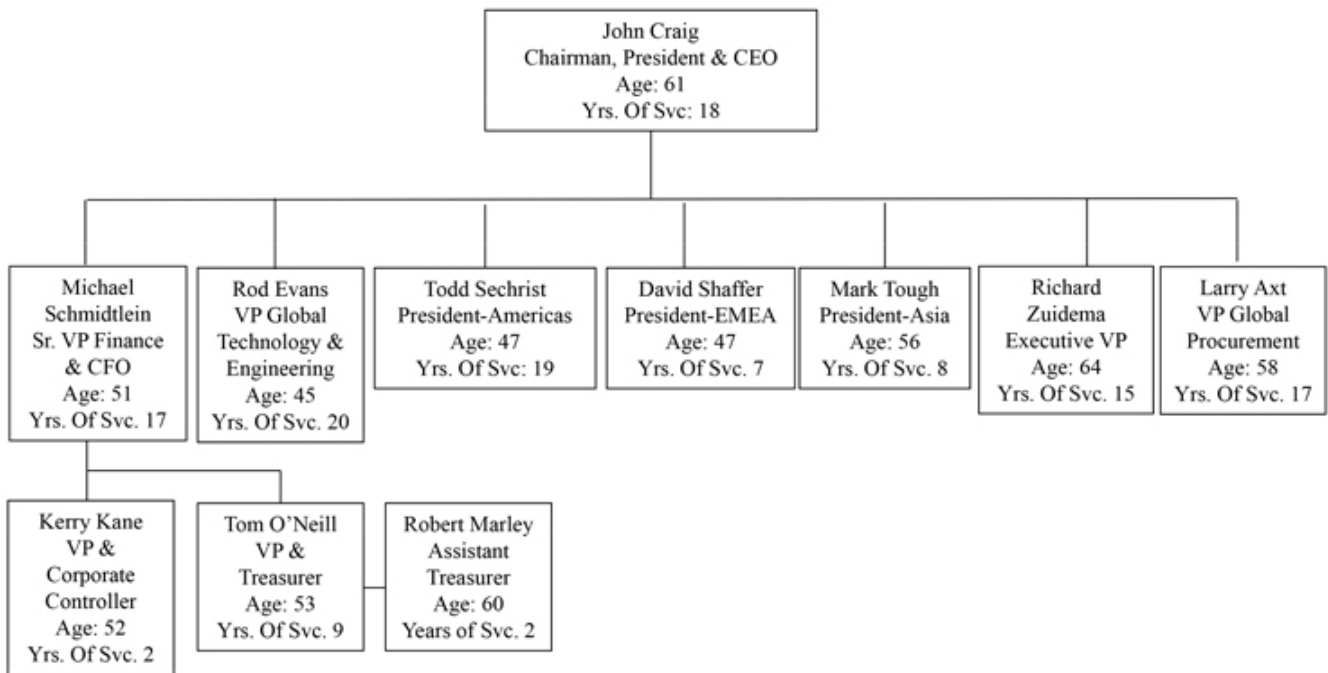 John Craig
Chairman, President & CEO
Age: 61
Yrs. Of Svc: 18
Michael
Schmidtlein
Sr. VP Finance
& CFO
Age: 51
Yrs. Of Svc. 17
Rod Evans
VP Global
Technology &
Engineering
Age: 45
Yrs. Of Svc. 20
Todd Sechrist
President-Americas
Age: 47
Yrs. Of Svc: 19
David Shaffer
President-EMEA
Age: 47
Yrs. Of Svc. 7
Mark Tough
President-Asia
Age: 56
Yrs. Of Svc. 8
Richard
Zuidema
Executive VP
Age: 64
Yrs. Of Svc. 15
Larry Axt
VP Global
Procurement
Age: 58
Yrs. Of Svc. 17
Kerry Kane
VP &
Corporate
Controller
Age: 52
Yrs. Of Svc. 2
Tom O’Neill
VP &
Treasurer
Age: 53
Yrs. Of Svc. 9
Robert Marley
Assistant
Treasurer
Age: 60
Years of Svc. 2